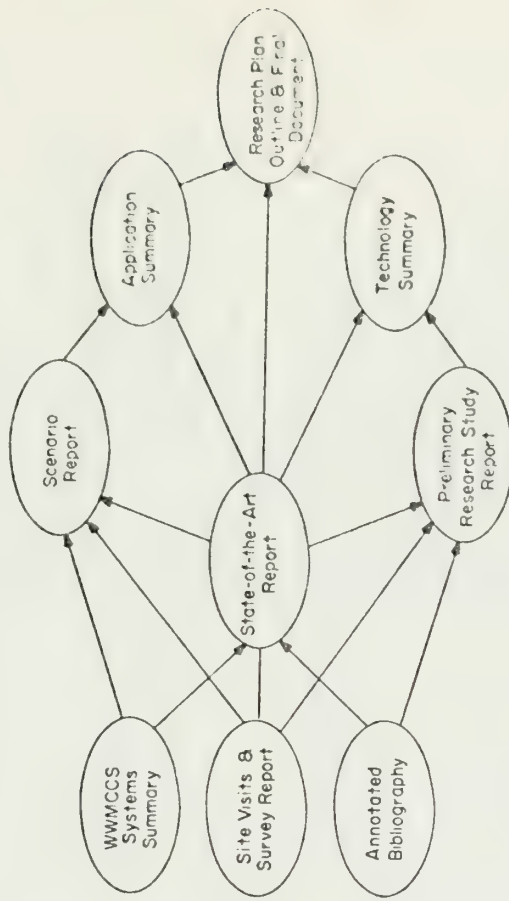 WWMCCS
Systems
Summary
Site Visits &
Survey Report
Annotated
Bibliography
State-of-the-Art
Report
Scenario
Report
Preliminary
Research Study
Report
Application
Summary
Technology
Summary
Research Plan
Outline & Final
Document